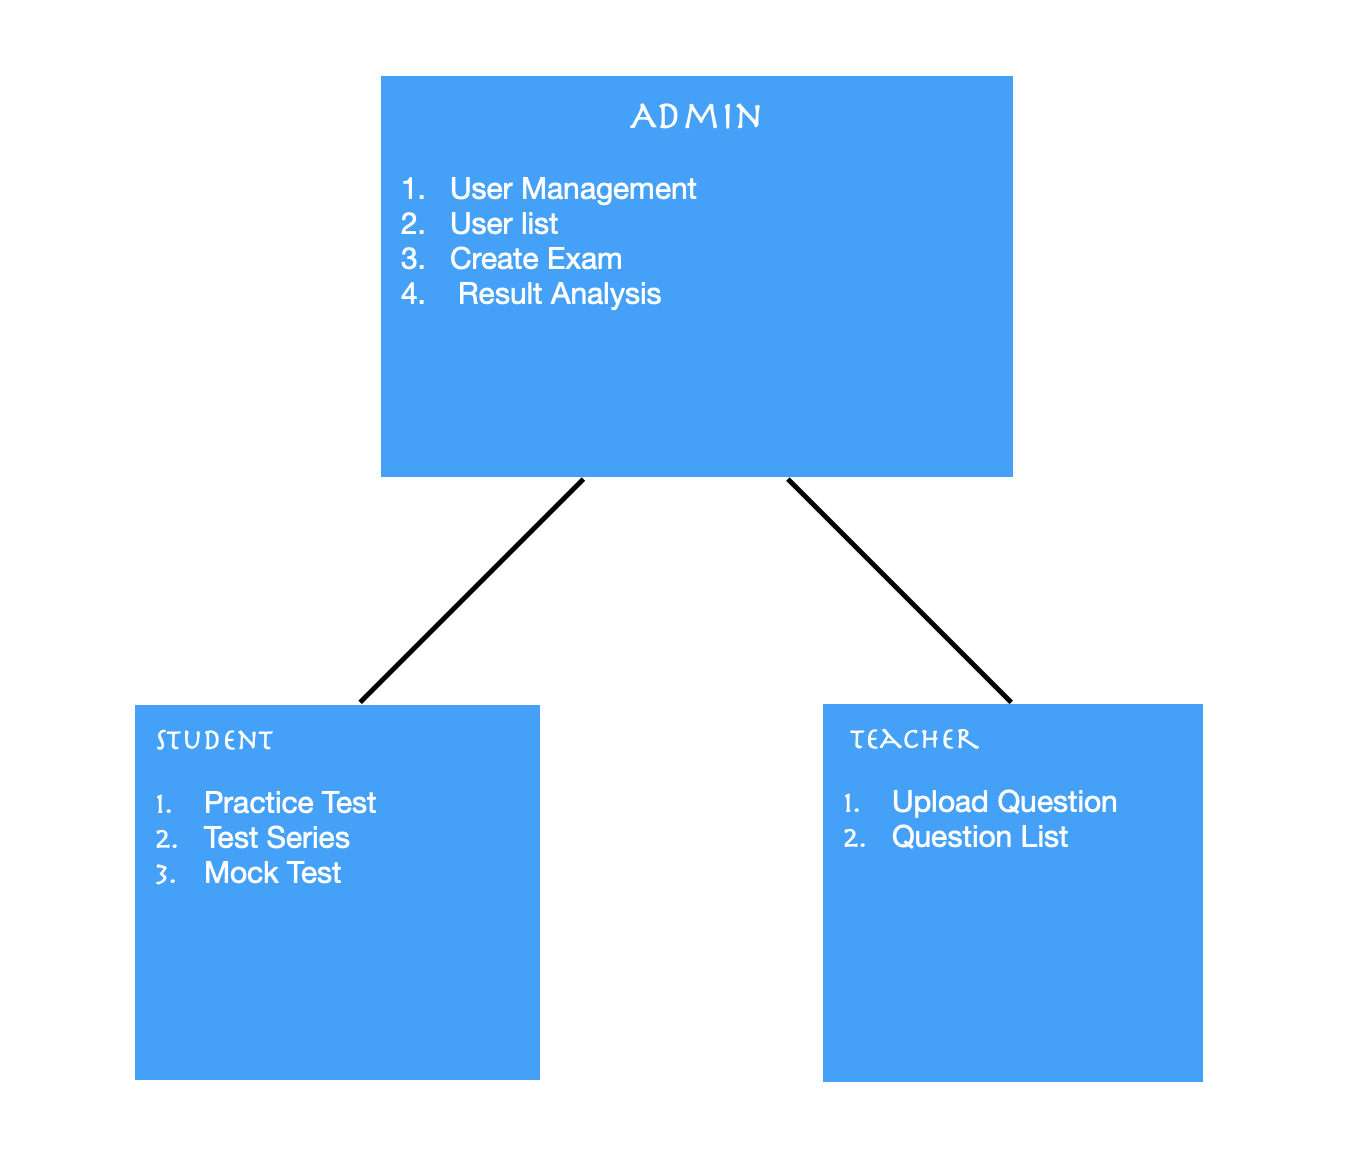 ADMIN
1. User Management
2. User list
3. Create Exam
4. Result Analysis
STUDENT
1. Practice Test
2. Test Series
3. Mock Test
TEACHER
1. Upload Question
2. Question List